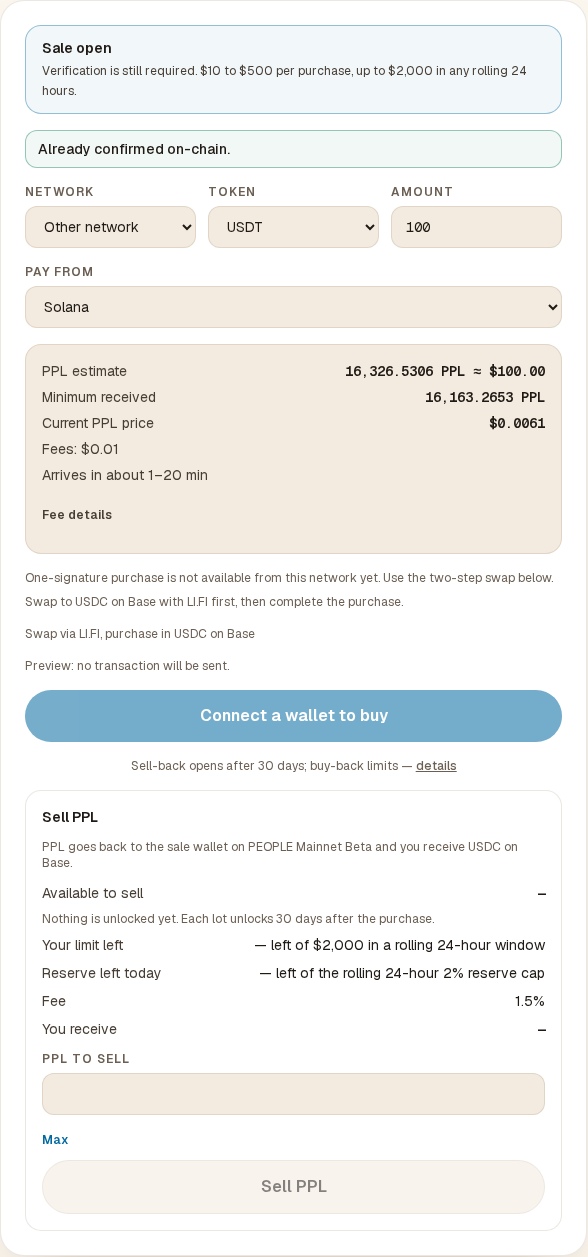 Sale open
Verification is still required. $10 to $500 per purchase, up to $2,000 in any rolling 24
hours.
Already confirmed on-chain.
NETWORK TOKEN AMOUNT
Other network USDT 100
PAY FROM
Solana
PPL estimate 16,326.5306 PPL ≈ $100.00
Minimum received 16,163.2653 PPL
Current PPL price $0.0061
Fees: $0.01
Arrives in about 1–20 min
Fee details
One-signature purchase is not available from this network yet. Use the two-step swap below.
Swap to USDC on Base with LI.FI first, then complete the purchase.
Swap via LI.FI, purchase in USDC on Base
Preview: no transaction will be sent.
Connect a wallet to buy
Sell-back opens after 30 days; buy-back limits — details
Sell PPL
PPL goes back to the sale wallet on PEOPLE Mainnet Beta and you receive USDC on
Base.
Available to sell –
Nothing is unlocked yet. Each lot unlocks 30 days after the purchase.
Your limit left — left of $2,000 in a rolling 24-hour window
Reserve left today — left of the rolling 24-hour 2% reserve cap
Fee 1.5%
You receive –
PPL TO SELL
Max
Sell PPL